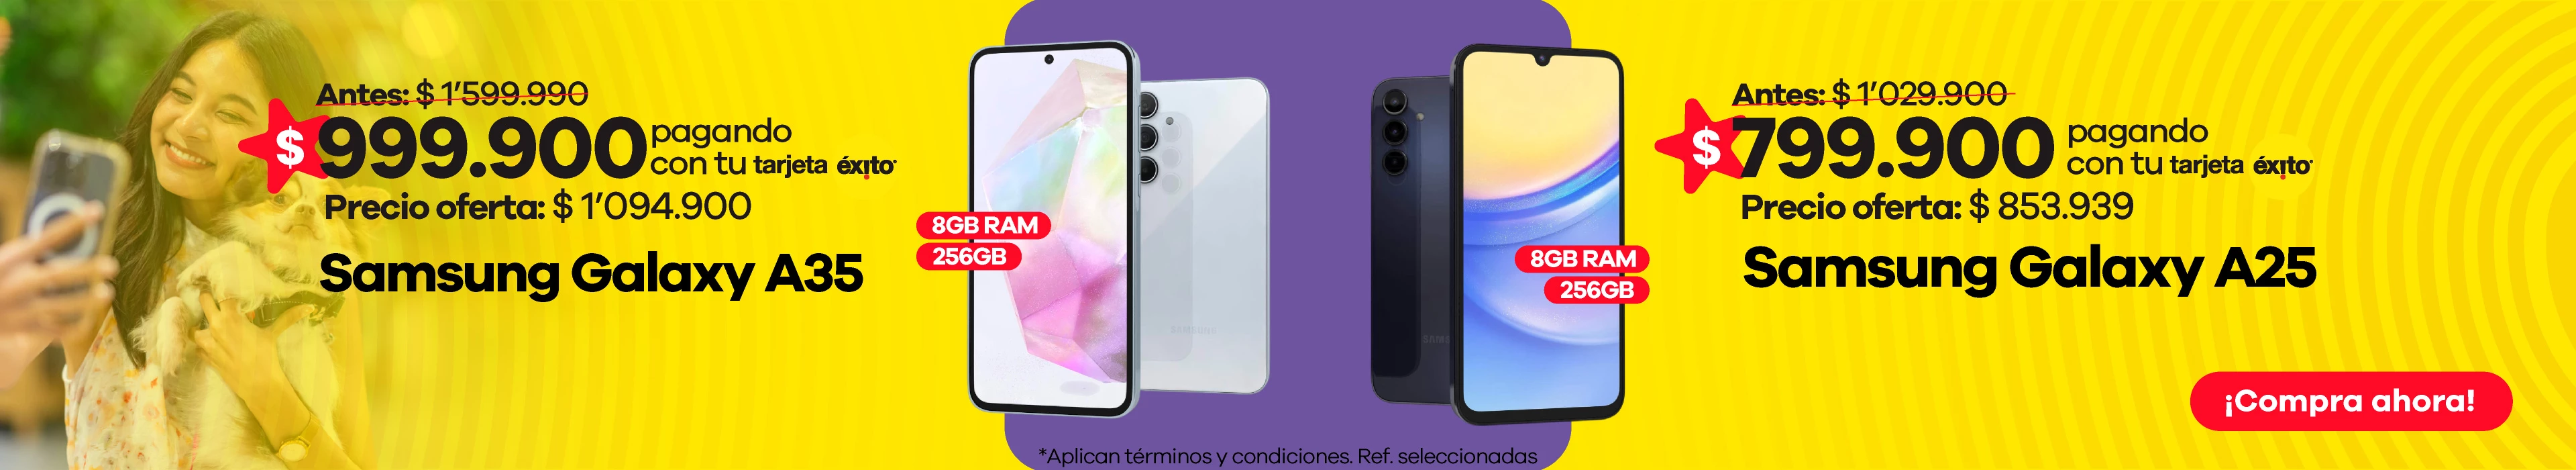 Antes: $ 1'599.990
$ 999.900 pagando
con tu tarjeta éxito
Precio oferta: $ 1'094.900
Samsung Galaxy A35
8GB RAM
256GB
SAMSUNG
Antes: $ 1'029.900
$ 799.900 pagando
con tu tarjeta éxito
Precio oferta: $ 853.939
Samsung Galaxy A25
8GB RAM
256GB
SAMS
¡Compra ahora!
*Aplican términos y condiciones. Ref. seleccionadas